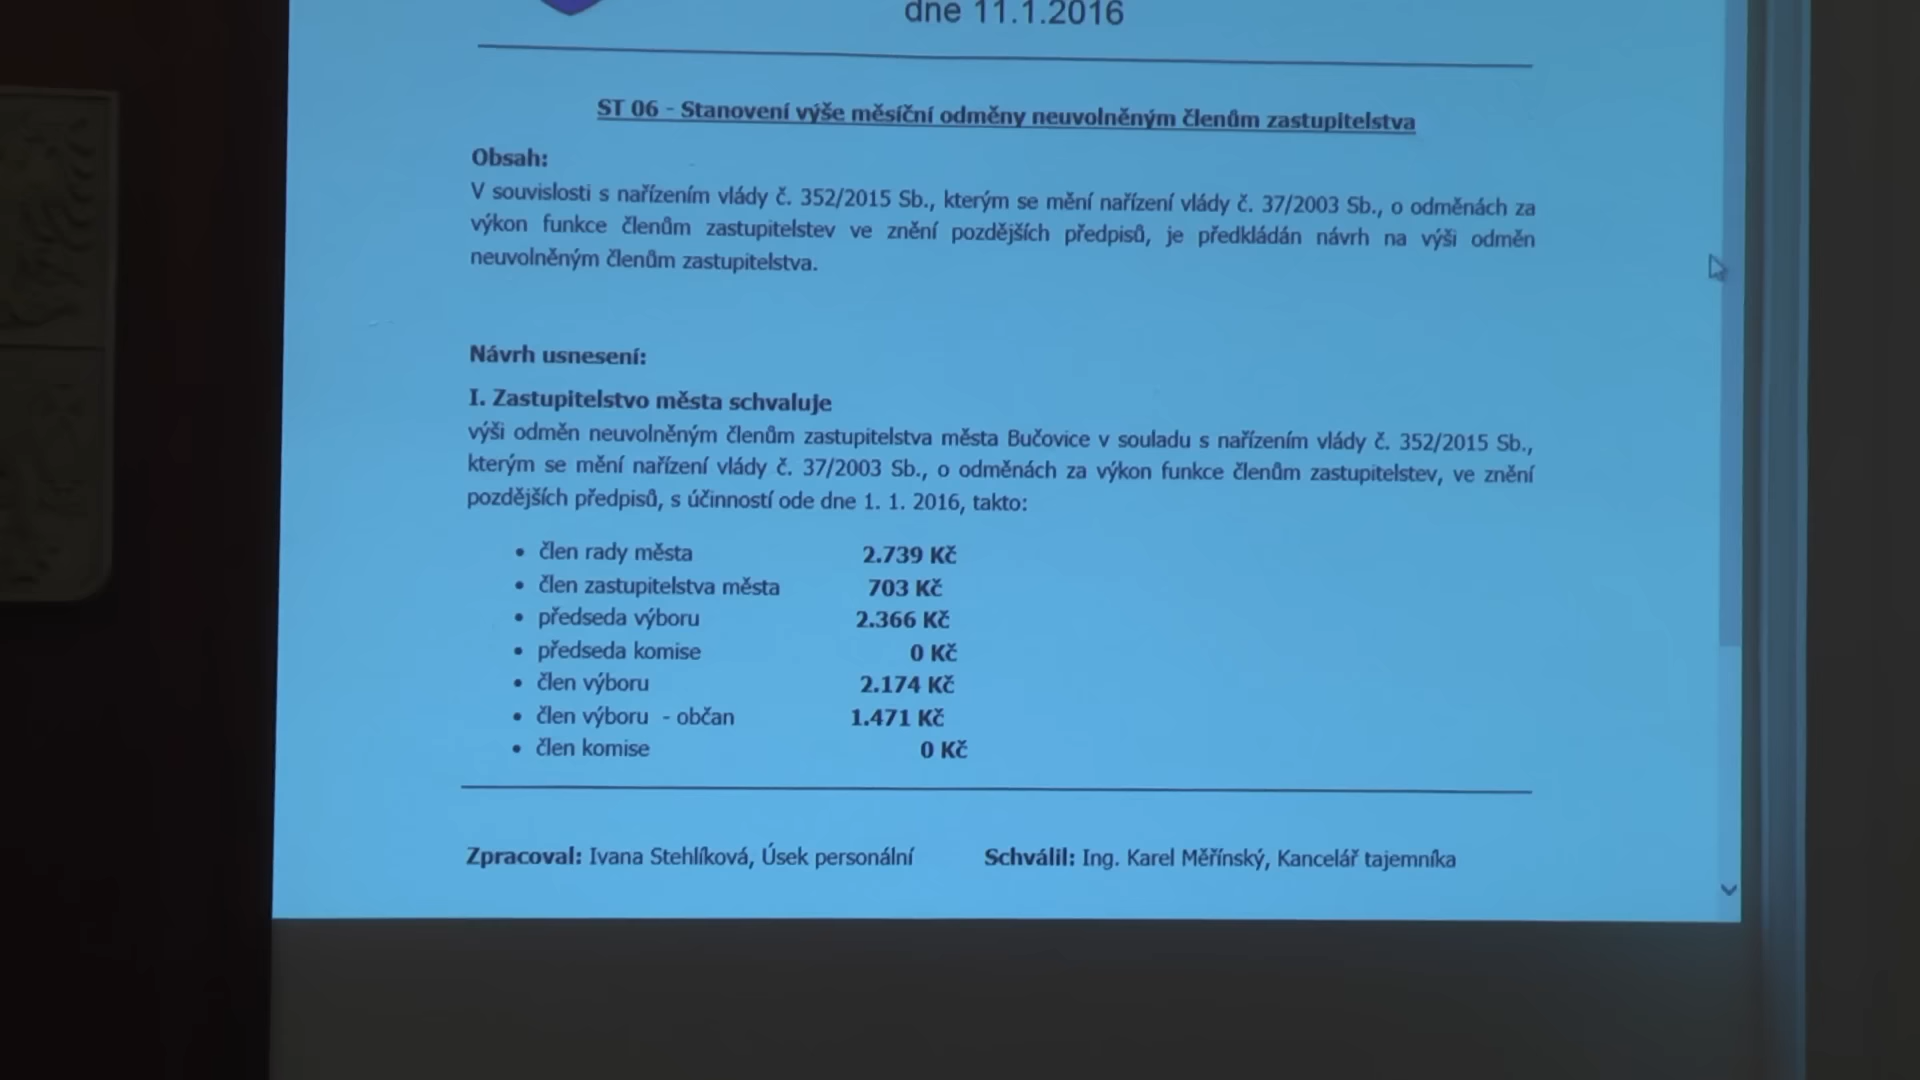 dne 11.1.2016
ST 06 - Stanovení výše měsíční odměny neuvolněným členům zastupitelstva
Obsah:
V souvislosti s nařízením vlády č. 352/2015 Sb., kterým se mění nařízení vlády č. 37/2003 Sb., o odměnách za
výkon funkce členům zastupitelstev ve znění pozdějších předpisů, je předkládán návrh na výši odměn
neuvolněným členům zastupitelstva.
Návrh usnesení:
I. Zastupitelstvo města schvaluje
výši odměn neuvolněným členům zastupitelstva města Bučovice v souladu s nařízením vlády č. 352/2015 Sb.,
kterým se mění nařízení vlády č. 37/2003 Sb., o odměnách za výkon funkce členům zastupitelstev, ve znění
pozdějších předpisů, s účinností ode dne 1. 1. 2016, takto:
• člen rady města 2.739 Kč
• člen zastupitelstva města 703 Kč
• předseda výboru 2.366 Kč
• předseda komise 0 Kč
• člen výboru 2.174 Kč
• člen výboru - občan 1.471 Kč
• člen komise 0 Kč
Zpracoval: Ivana Stehlíková, Úsek personální Schválil: Ing. Karel Měřínský, Kancelář tajemníka